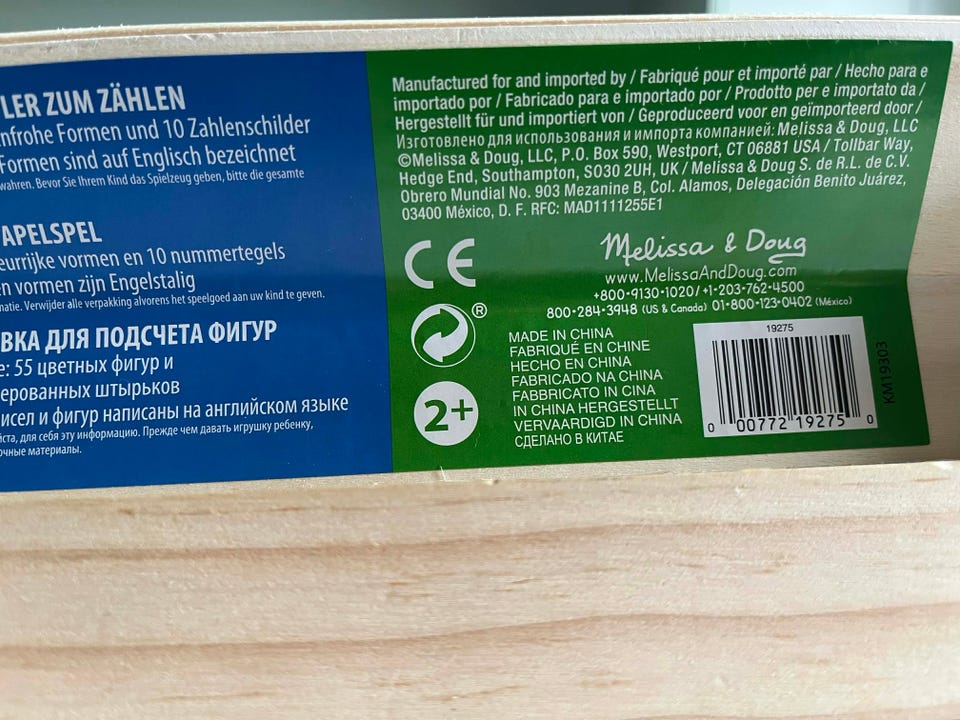 LER ZUM ZÄHLEN
nfrohe Formen und 10 Zahlenschilder
Formen sind auf Englisch bezeichnet
wahren. Bevor Sie Ihrem Kind das Spielzeug geben, bitte die gesamte
APELSPEL
eurrijke vormen en 10 nummertegels
en vormen zijn Engelstalig
matie. Verwijder alle verpakking alvorens het speelgoed aan uw kind te geven.
ВКА ДЛЯ ПОДСЧЕТА ФИГУР
е: 55 цветных фигур и
ерованных штырьков
исел и фигур написаны на английском языке
йста, для себя эту информацию. Прежде чем давать игрушку ребенку,
очные материалы.
Manufactured for and imported by / Fabriqué pour et importé par / Hecho para e
importado por / Fabricado para e importado por / Prodotto per e importato da /
Hergestellt für und importiert von / Geproduceerd voor en geïmporteerd door /
Изготовлено для использования и импорта компанией: Melissa & Doug, LLC
©Melissa & Doug, LLC, P.O. Box 590, Westport, CT 06881 USA / Tollbar Way,
Hedge End, Southampton, SO30 2UH, UK / Melissa & Doug S. de R.L. de C.V.
Obrero Mundial No. 903 Mezanine B, Col. Alamos, Delegación Benito Juárez,
03400 México, D. F. RFC: MAD1111255E1
CE
Melissa & Doug
www.MelissaAndDoug.com
+800-9130-1020/+1-203-762-4500
800-284-3948 (US & Canada) 01-800-123-0402 (México)
®
2+
MADE IN CHINA
FABRIQUÉ EN CHINE
HECHO EN CHINA
FABRICADO NA CHINA
FABBRICATO IN CINA
IN CHINA HERGESTELLT
VERVAARDIGD IN CHINA
СДЕЛАНО В КИТАЕ
19275
0 00772 19275 0
KM19303